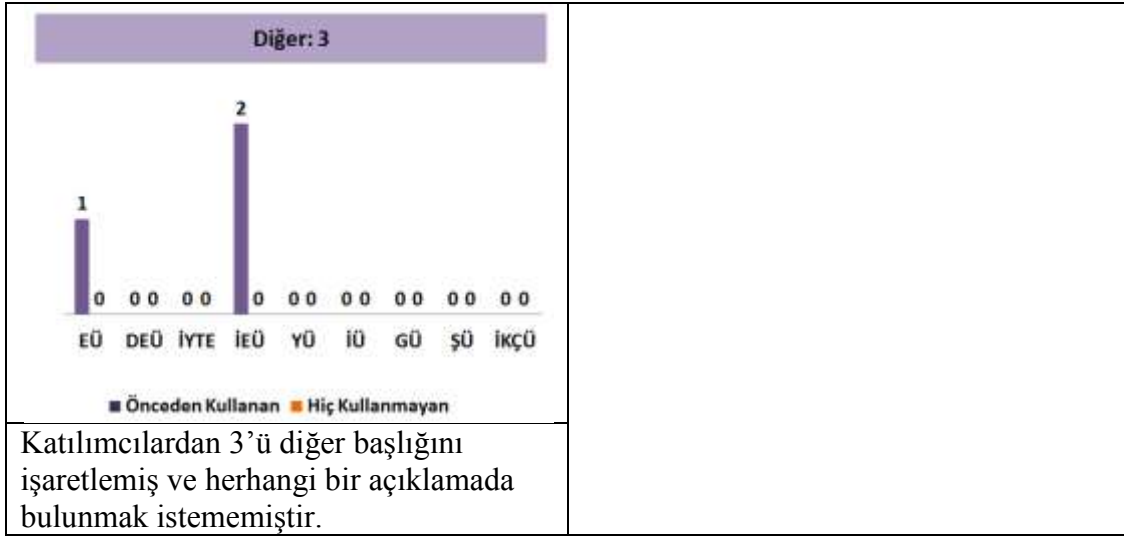 Diğer: 3
2
1
0 0 0 0 0 0 0 0 0 0 0 0 0 0 0 0
EÜ DEÜ İYTE İEÜ YÜ İÜ GÜ ŞÜ İKÇÜ
Önceden Kullanan Hiç Kullanmayan
Katılımcılardan 3’ü diğer başlığını
işaretlemiş ve herhangi bir açıklamada
bulunmak istememiştir.